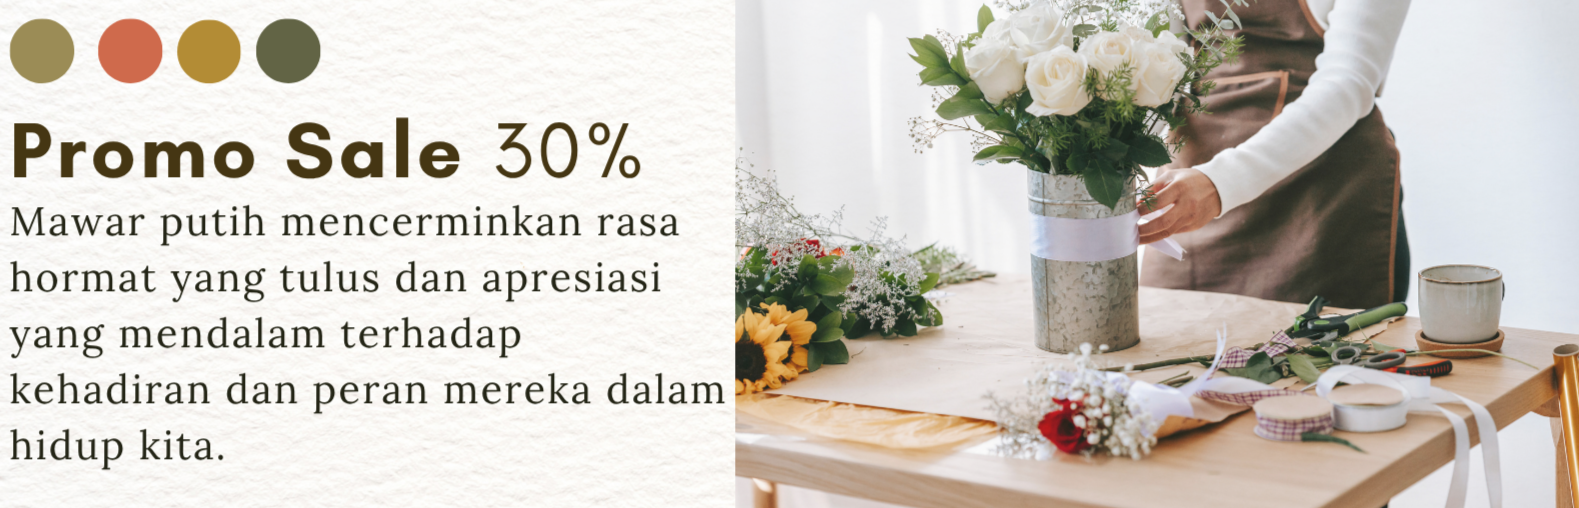 Promo Sale 30%
Mawar putih mencerminkan rasa
hormat yang tulus dan apresiasi
yang mendalam terhadap
kehadiran dan peran mereka dalam
hidup kita.